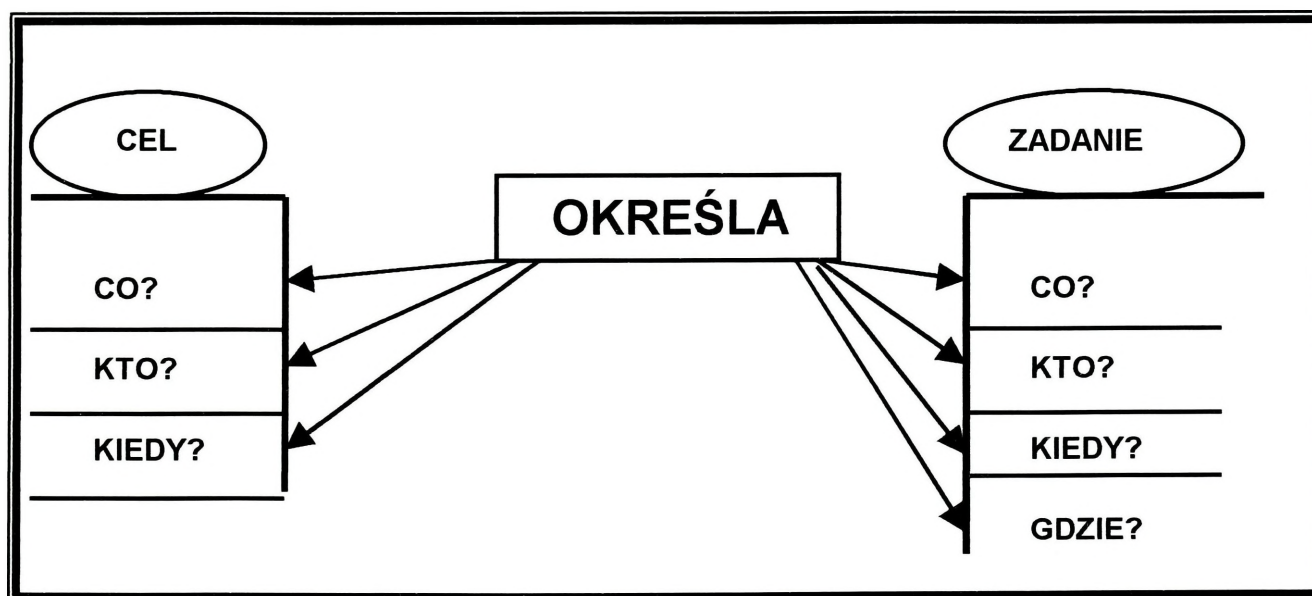 CEL
CO?
KTO?
KIEDY?
OKREŚLA
ZADANIE
CO?
KTO?
KIEDY?
GDZIE?